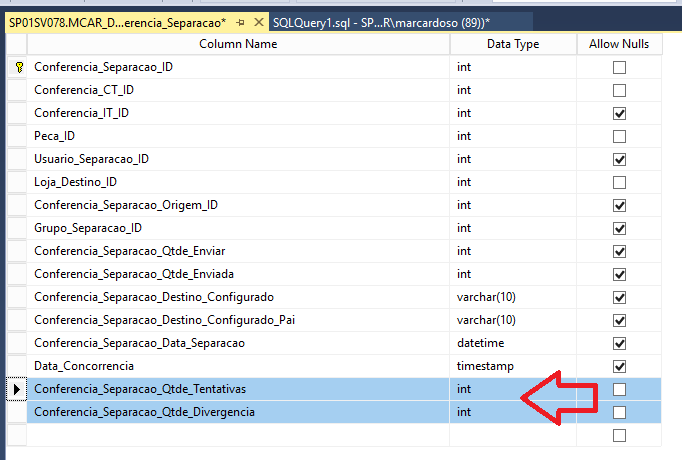 SP01SV078.MCAR_D...erencia_Separacao* SQLQuery1.sql - SP...R\marcardoso (89))*
Column Name Data Type Allow Nulls
Conferencia_Separacao_ID int
Conferencia_CT_ID int
Conferencia_IT_ID int
Peca_ID int
Usuario_Separacao_ID int
Loja_Destino_ID int
Conferencia_Separacao_Origem_ID int
Grupo_Separacao_ID int
Conferencia_Separacao_Qtde_Enviar int
Conferencia_Separacao_Qtde_Enviada int
Conferencia_Separacao_Destino_Configurado varchar(10)
Conferencia_Separacao_Destino_Configurado_Pai varchar(10)
Conferencia_Separacao_Data_Separacao datetime
Data_Concorrencia timestamp
Conferencia_Separacao_Qtde_Tentativas int
Conferencia_Separacao_Qtde_Divergencia int